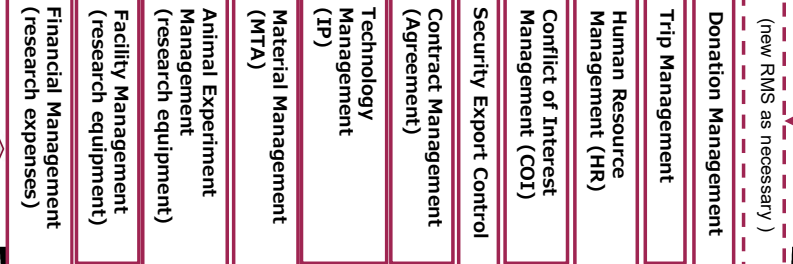 Financial Management
(research expenses)
Facility Management
(research equipment)
Animal Experiment
Management
(research equipment)
Material Management
(MTA)
Technology
Management
(IP)
Contract Management
(Agreement)
Security Export Control
Conflict of Interest
Management (COI)
Human Resource
Management (HR)
Trip Management
Donation Management
(new RMS as necessary )